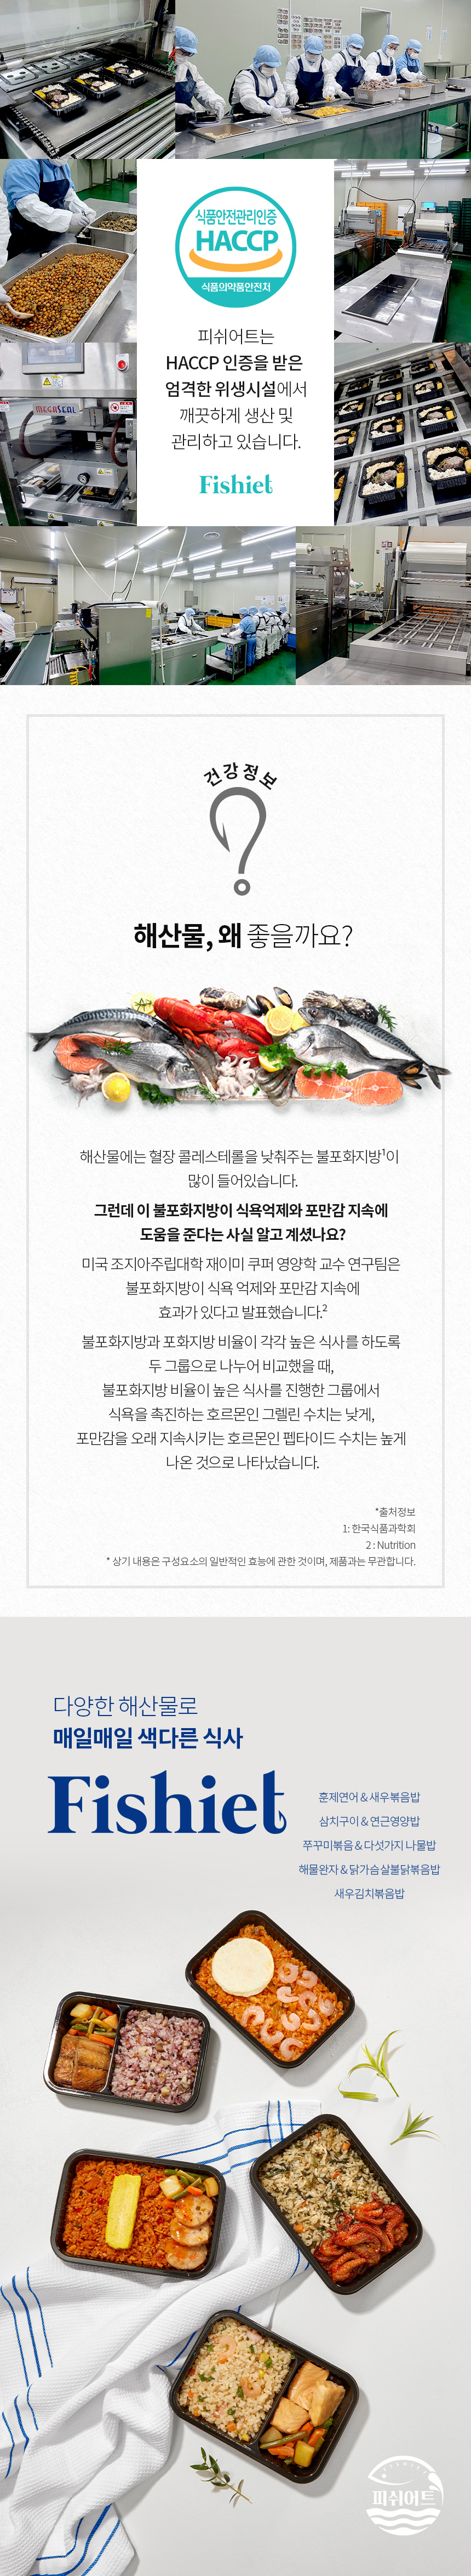 식품안전관리인증
HACCP
식품의약품안전처
피쉬어트는
HACCP 인증을 받은
엄격한 위생시설에서
깨끗하게 생산 및
관리하고 있습니다.
MEGASEAL
Fishiet
건강정보
해산물, 왜 좋을까요?
해산물에는 혈장 콜레스테롤을 낮춰주는 불포화지방¹이
많이 들어있습니다.
그런데 이 불포화지방이 식욕억제와 포만감 지속에
도움을 준다는 사실 알고 계셨나요?
미국 조지아주립대학 재이미 쿠퍼 영양학 교수 연구팀은
불포화지방이 식욕 억제와 포만감 지속에
효과가 있다고 발표했습니다.²
불포화지방과 포화지방 비율이 각각 높은 식사를 하도록
두 그룹으로 나누어 비교했을 때,
불포화지방 비율이 높은 식사를 진행한 그룹에서
식욕을 촉진하는 호르몬인 그렐린 수치는 낮게,
포만감을 오래 지속시키는 호르몬인 펩타이드 수치는 높게
나온 것으로 나타났습니다.
*출처정보
1: 한국식품과학회
2 : Nutrition
* 상기 내용은 구성요소의 일반적인 효능에 관한 것이며, 제품과는 무관합니다.
다양한 해산물로
매일매일 색다른 식사
Fishiet
훈제연어 & 새우볶음밥
삼치구이 & 연근영양밥
쭈꾸미볶음 & 다섯가지 나물밥
해물완자 & 닭가슴살불닭볶음밥
새우김치볶음밥
FISHIET
피쉬어트